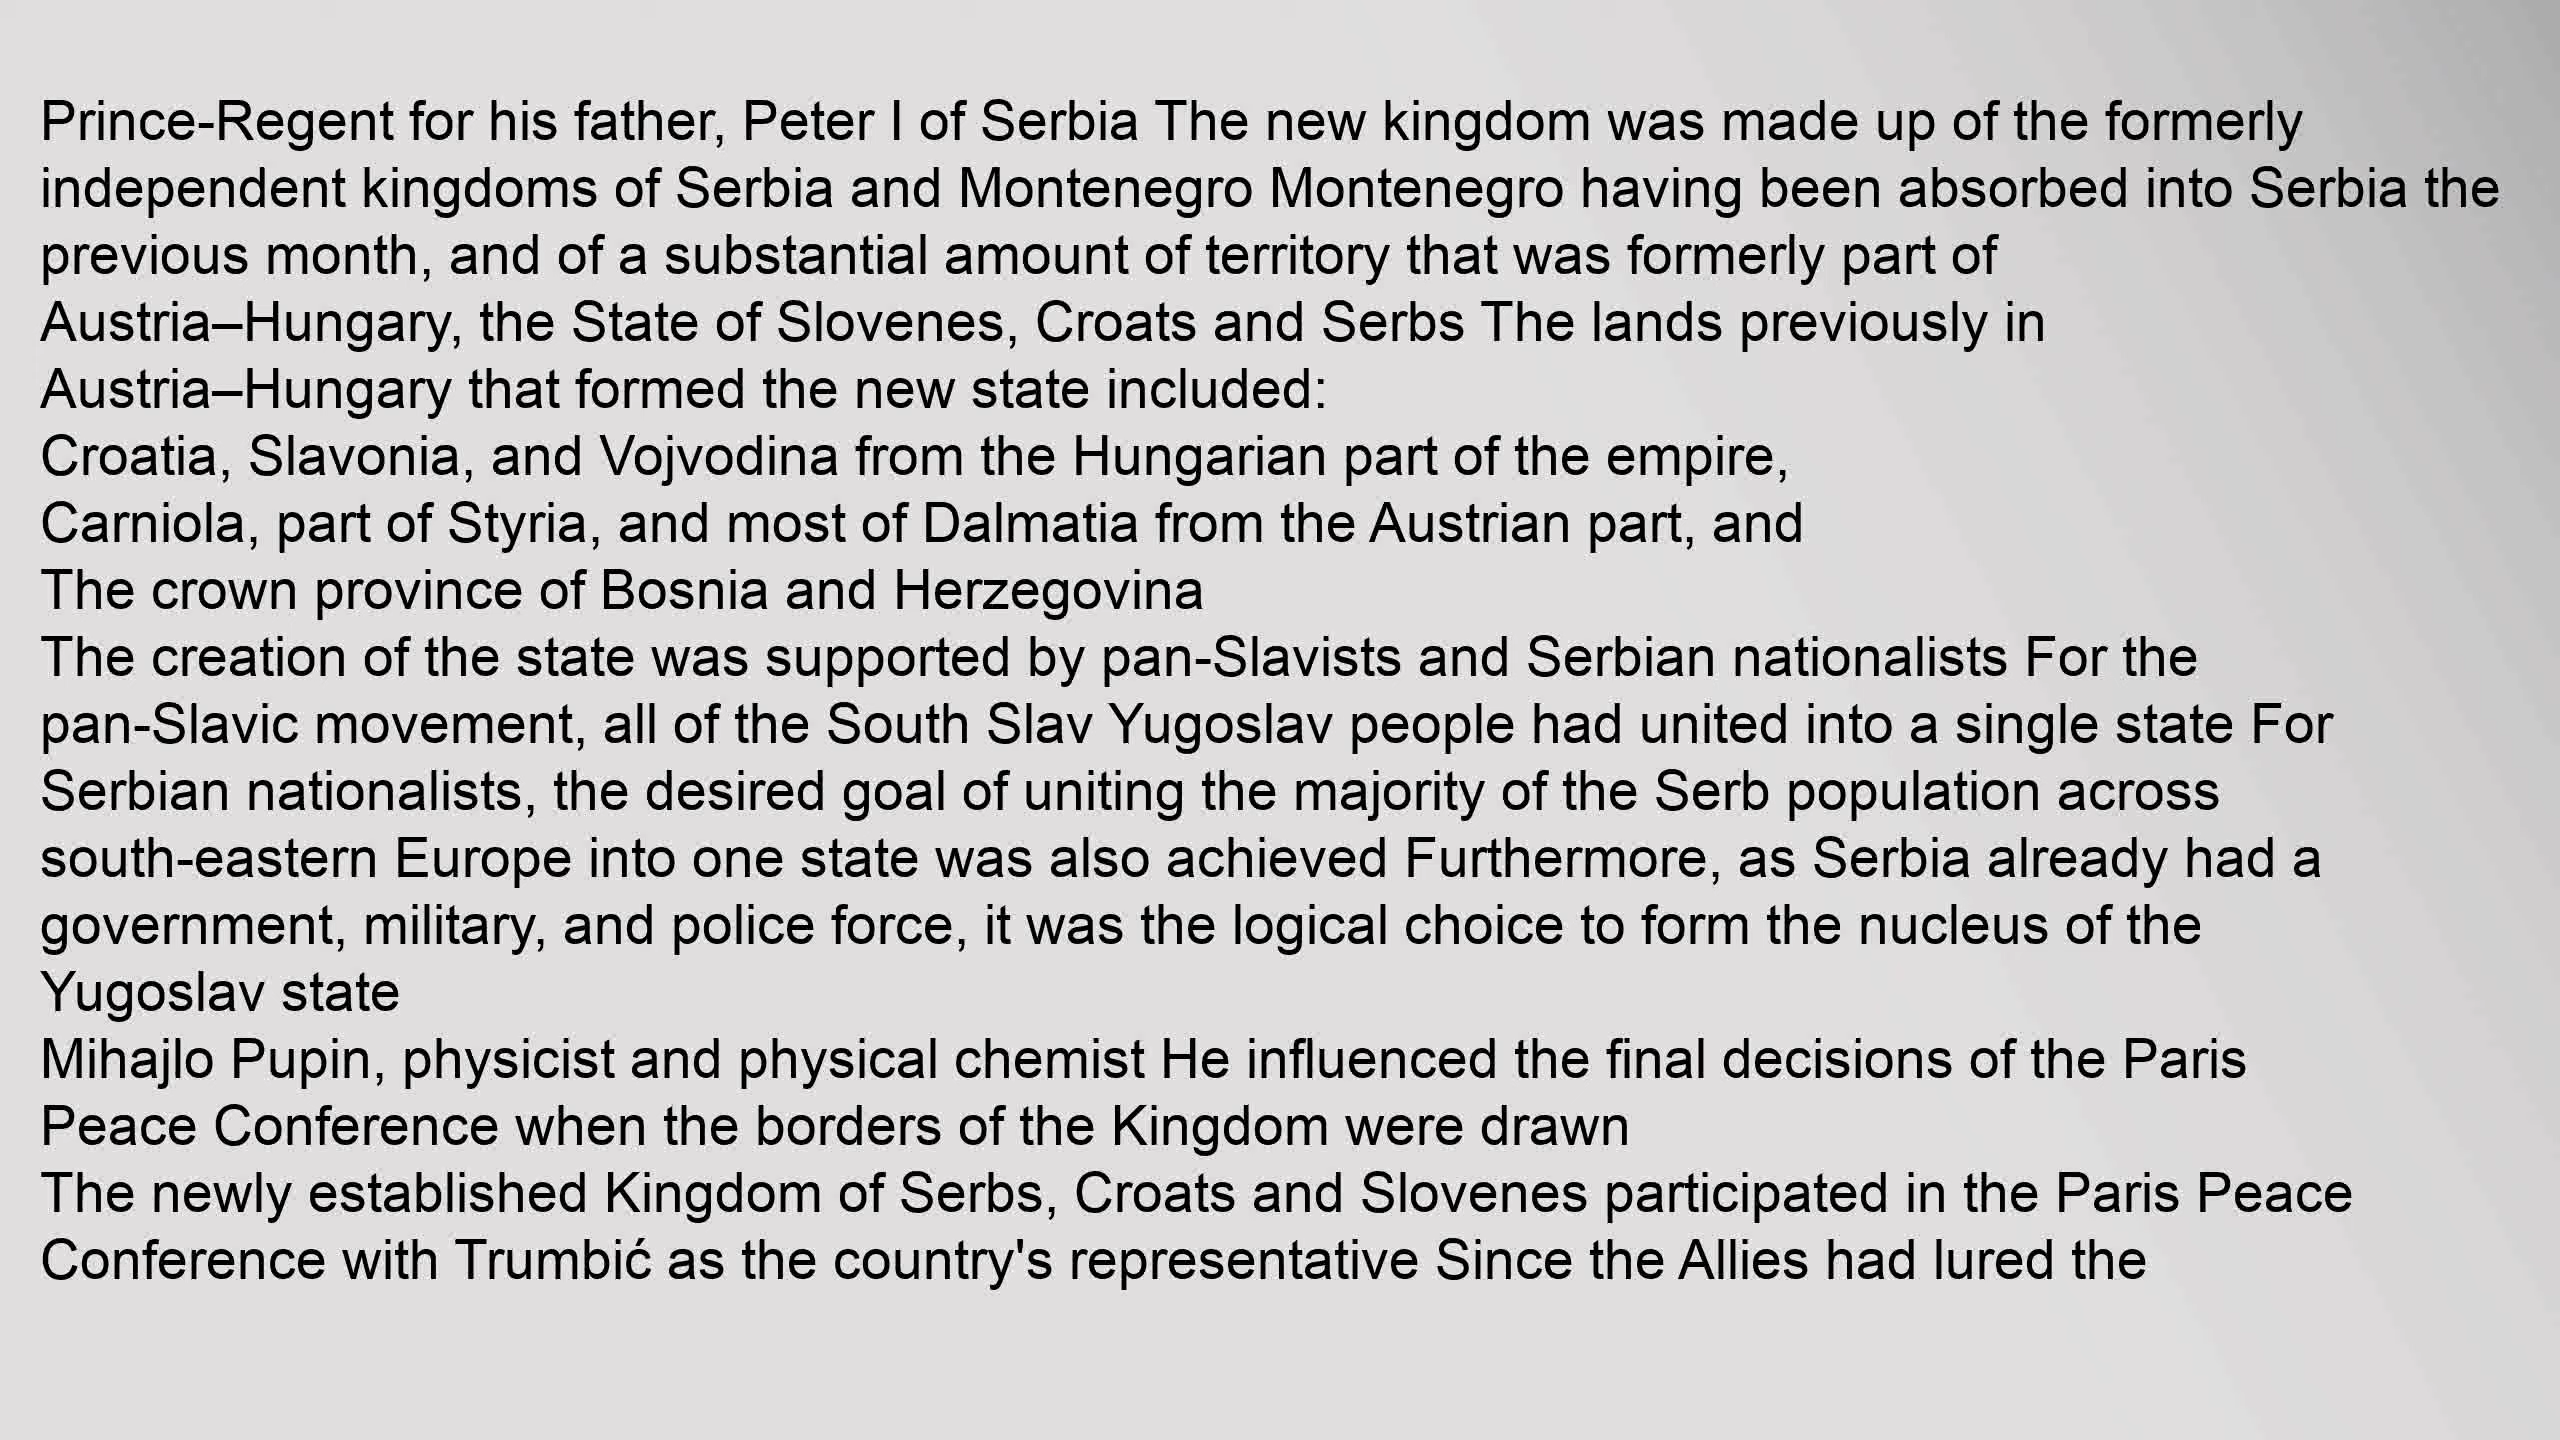 Prince-Regent for his father, Peter I of Serbia The new kingdom was made up of the formerly
independent kingdoms of Serbia and Montenegro Montenegro having been absorbed into Serbia the
previous month, and of a substantial amount of territory that was formerly part of
Austria–Hungary, the State of Slovenes, Croats and Serbs The lands previously in
Austria–Hungary that formed the new state included:
Croatia, Slavonia, and Vojvodina from the Hungarian part of the empire,
Carniola, part of Styria, and most of Dalmatia from the Austrian part, and
The crown province of Bosnia and Herzegovina
The creation of the state was supported by pan-Slavists and Serbian nationalists For the
pan-Slavic movement, all of the South Slav Yugoslav people had united into a single state For
Serbian nationalists, the desired goal of uniting the majority of the Serb population across
south-eastern Europe into one state was also achieved Furthermore, as Serbia already had a
government, military, and police force, it was the logical choice to form the nucleus of the
Yugoslav state
Mihajlo Pupin, physicist and physical chemist He influenced the final decisions of the Paris
Peace Conference when the borders of the Kingdom were drawn
The newly established Kingdom of Serbs, Croats and Slovenes participated in the Paris Peace
Conference with Trumbić as the country's representative Since the Allies had lured the